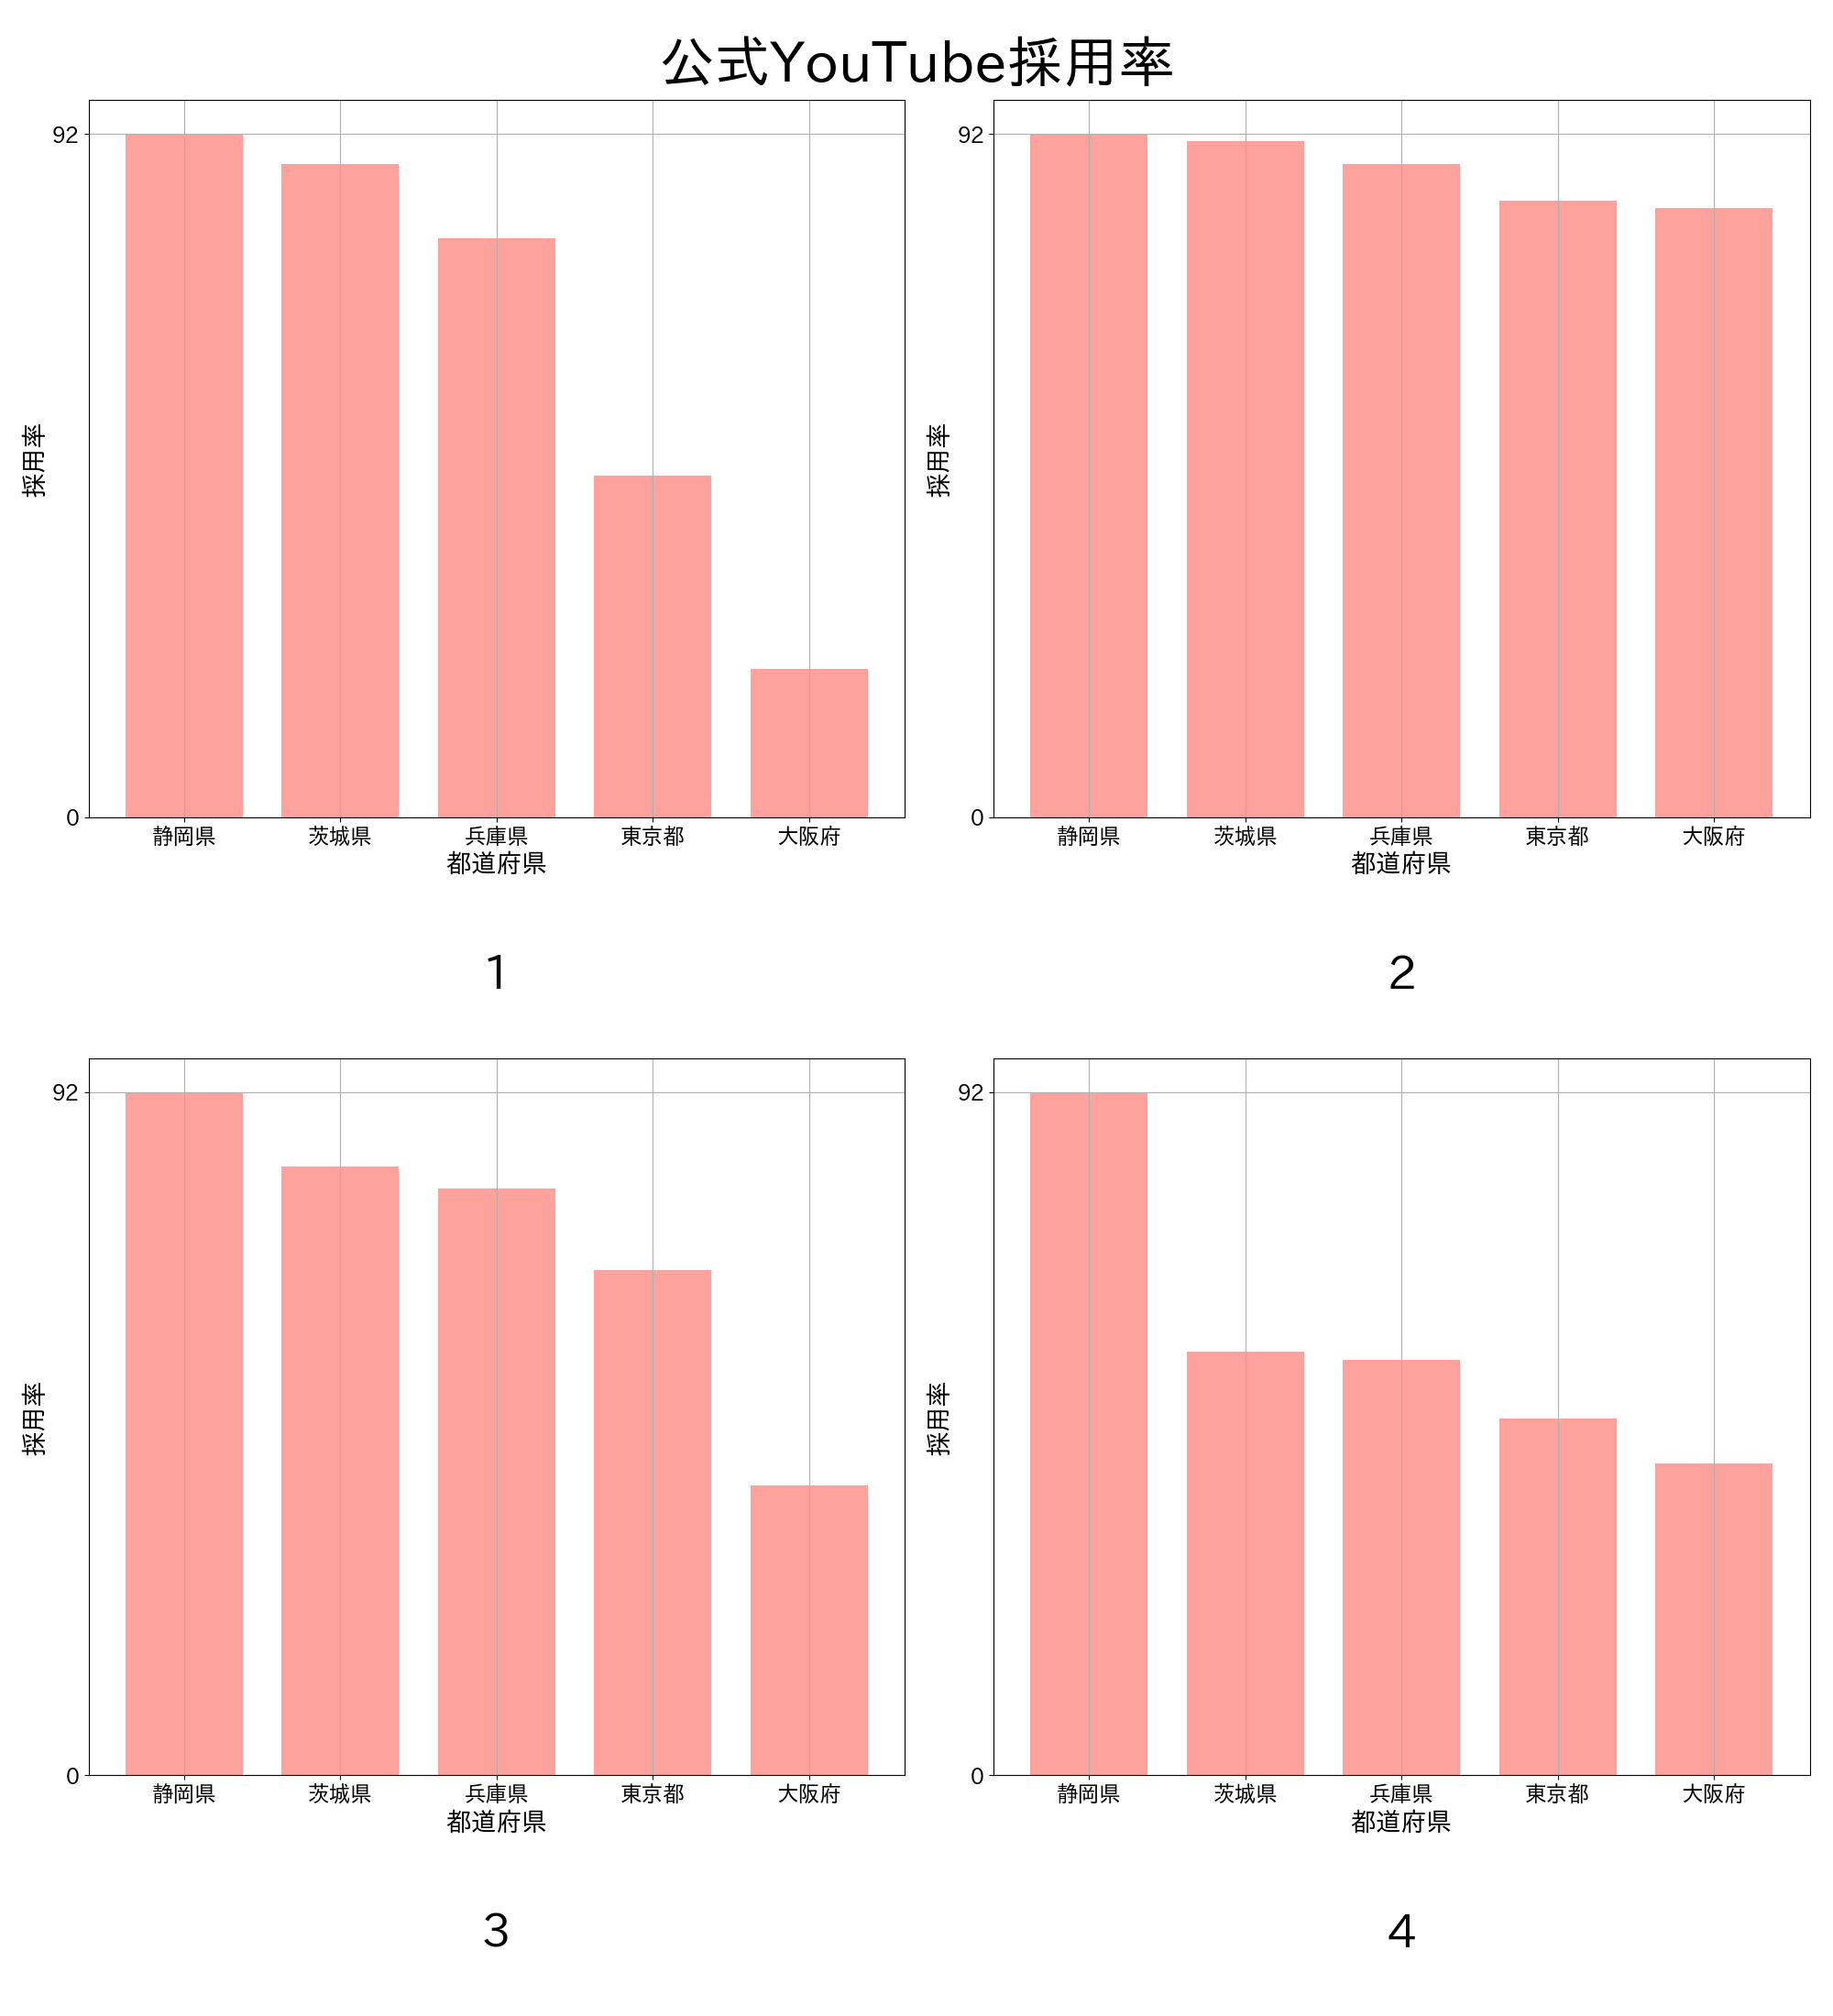 公式YouTube採用率
92
採用率
0
静岡県 茨城県 兵庫県 東京都 大阪府
都道府県
1
92
採用率
0
静岡県 茨城県 兵庫県 東京都 大阪府
都道府県
2
92
採用率
0
静岡県 茨城県 兵庫県 東京都 大阪府
都道府県
3
92
採用率
0
静岡県 茨城県 兵庫県 東京都 大阪府
都道府県
4